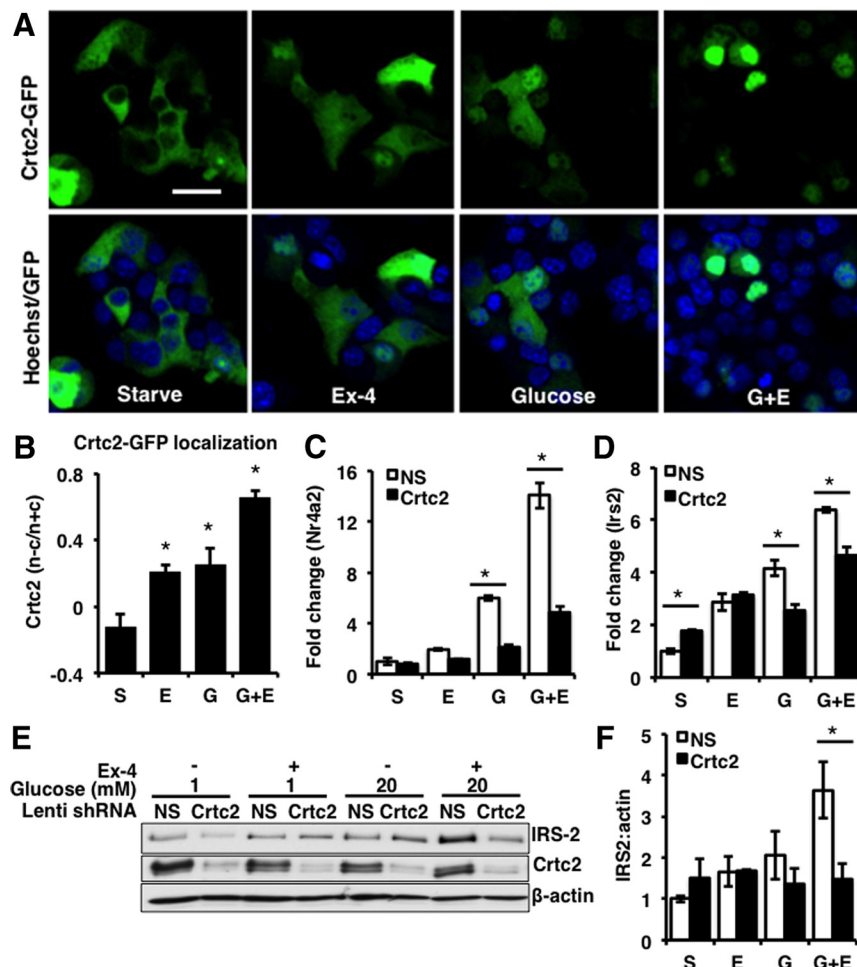 A
Crtc2-GFP
Hoechst/GFP
Starve
Ex-4
Glucose
G+E
B
Crtc2-GFP localization
Crtc2 (n-c/n+c)
0.8
*
*
*
0.4
0
-0.4
S E G G+E
C
Fold change (Nr4a2)
16
NS
Crtc2
*
12
8
*
4
0
S E G G+E
D
Fold change (Irs2)
8
NS
Crtc2
*
6
*
4
*
2
0
S E G G+E
E
Ex-4 - + - +
Glucose (mM) 1 1 20 20
Lenti shRNA NS Crtc2 NS Crtc2 NS Crtc2 NS Crtc2
IRS-2
Crtc2
β-actin
F
IRS2:actin
5
NS
Crtc2
*
4
3
2
1
0
S E G G+E